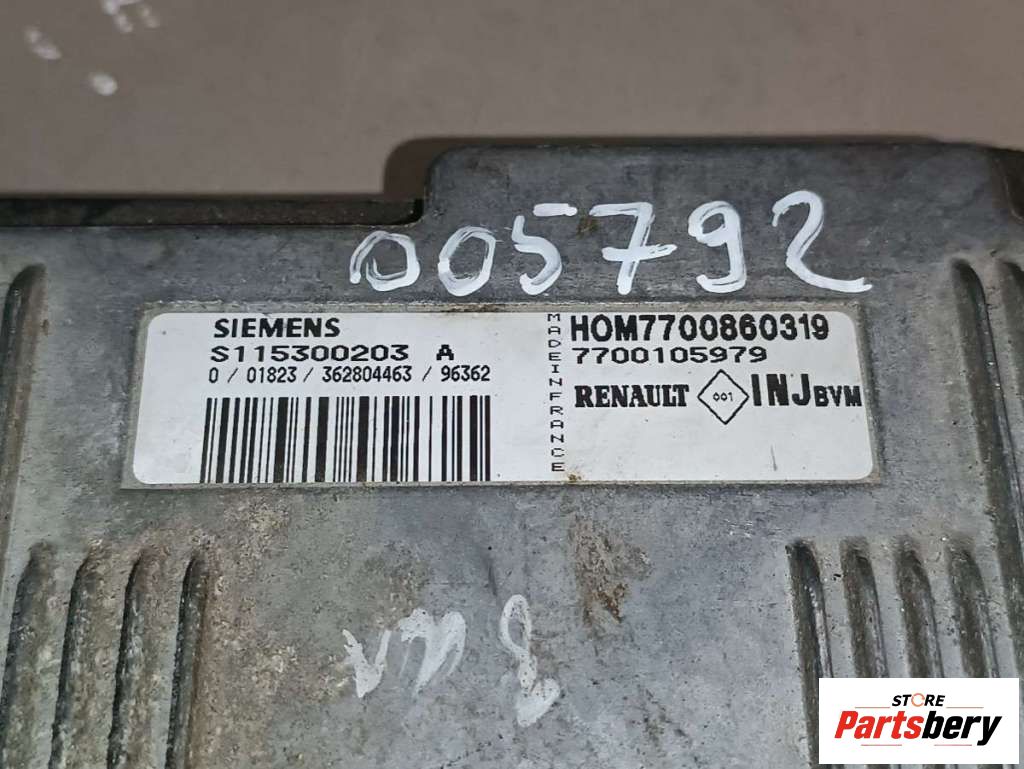 005792
SIEMENS
S115300203 A
0 / 01823 / 362804463 / 96362
MADE IN FRANCE
HOM7700860319
7700105979
RENAULT 001 INJ BVM
STORE
Partsbery